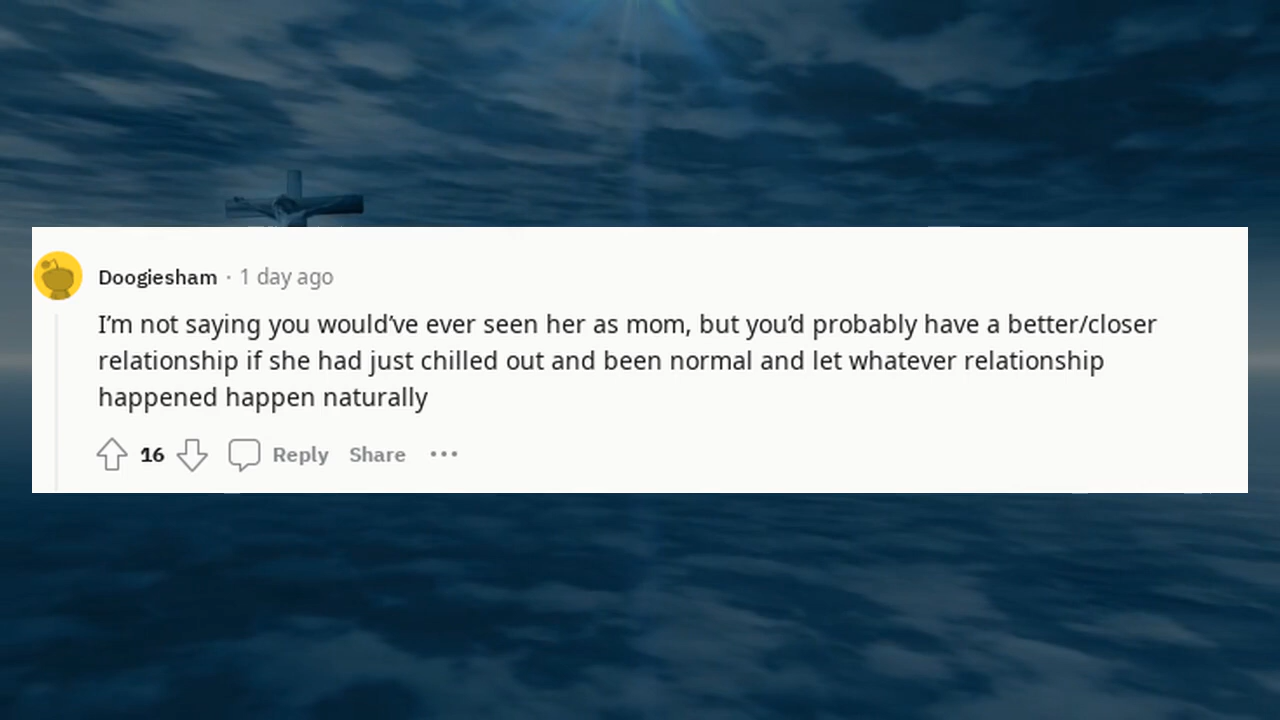 Doogiesham · 1 day ago
I’m not saying you would’ve ever seen her as mom, but you’d probably have a better/closer
relationship if she had just chilled out and been normal and let whatever relationship
happened happen naturally
16 Reply Share •••